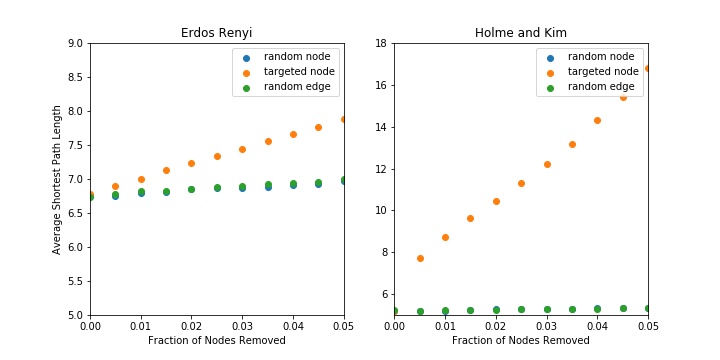 Erdos Renyi
random node
targeted node
random edge
9.0
8.5
8.0
7.5
7.0
6.5
6.0
5.5
5.0
Average Shortest Path Length
0.00 0.01 0.02 0.03 0.04 0.05
Fraction of Nodes Removed
Holme and Kim
random node
targeted node
random edge
18
16
14
12
10
8
6
0.00 0.01 0.02 0.03 0.04 0.05
Fraction of Nodes Removed